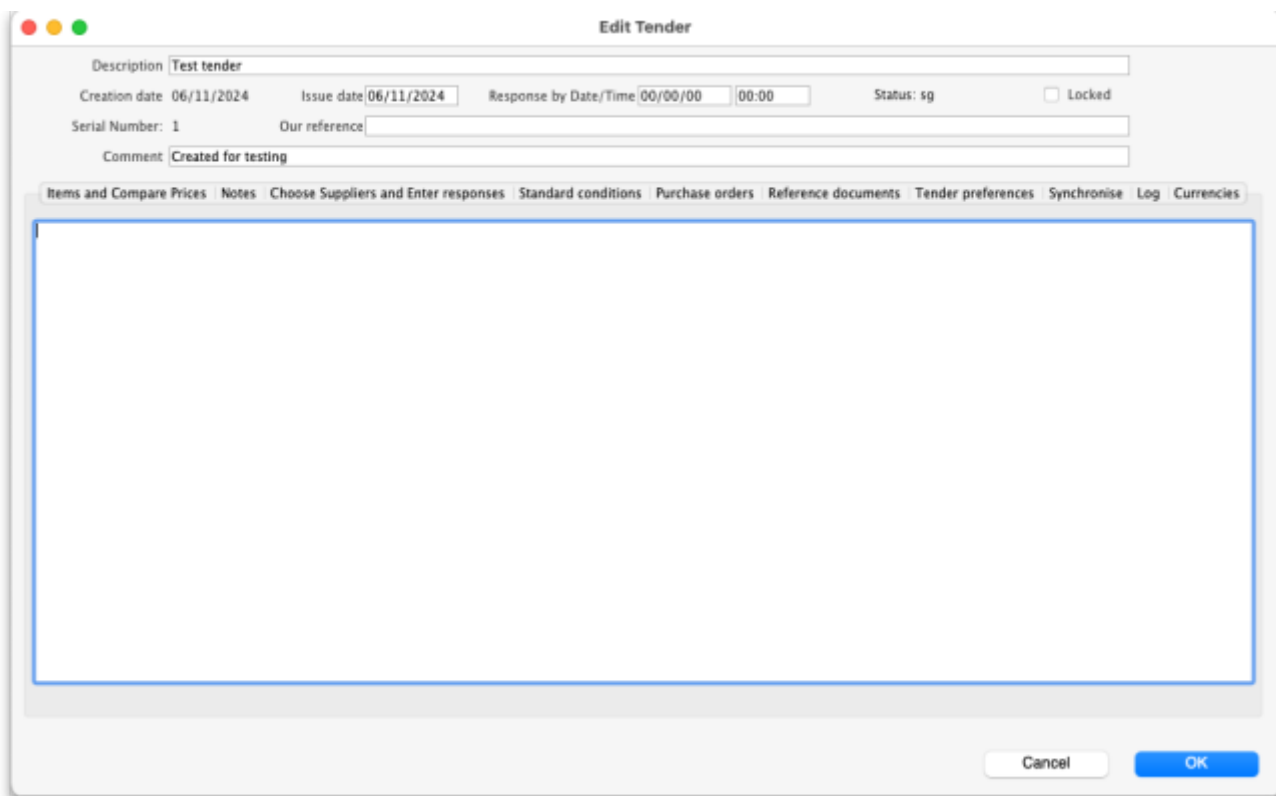 Edit Tender
Description Test tender
Creation date 06/11/2024 Issue date 06/11/2024 Response by Date/Time 00/00/00 00:00 Status: sg Locked
Serial Number: 1 Our reference
Comment Created for testing
Items and Compare Prices Notes Choose Suppliers and Enter responses Standard conditions Purchase orders Reference documents Tender preferences Synchronise Log Currencies
Cancel OK